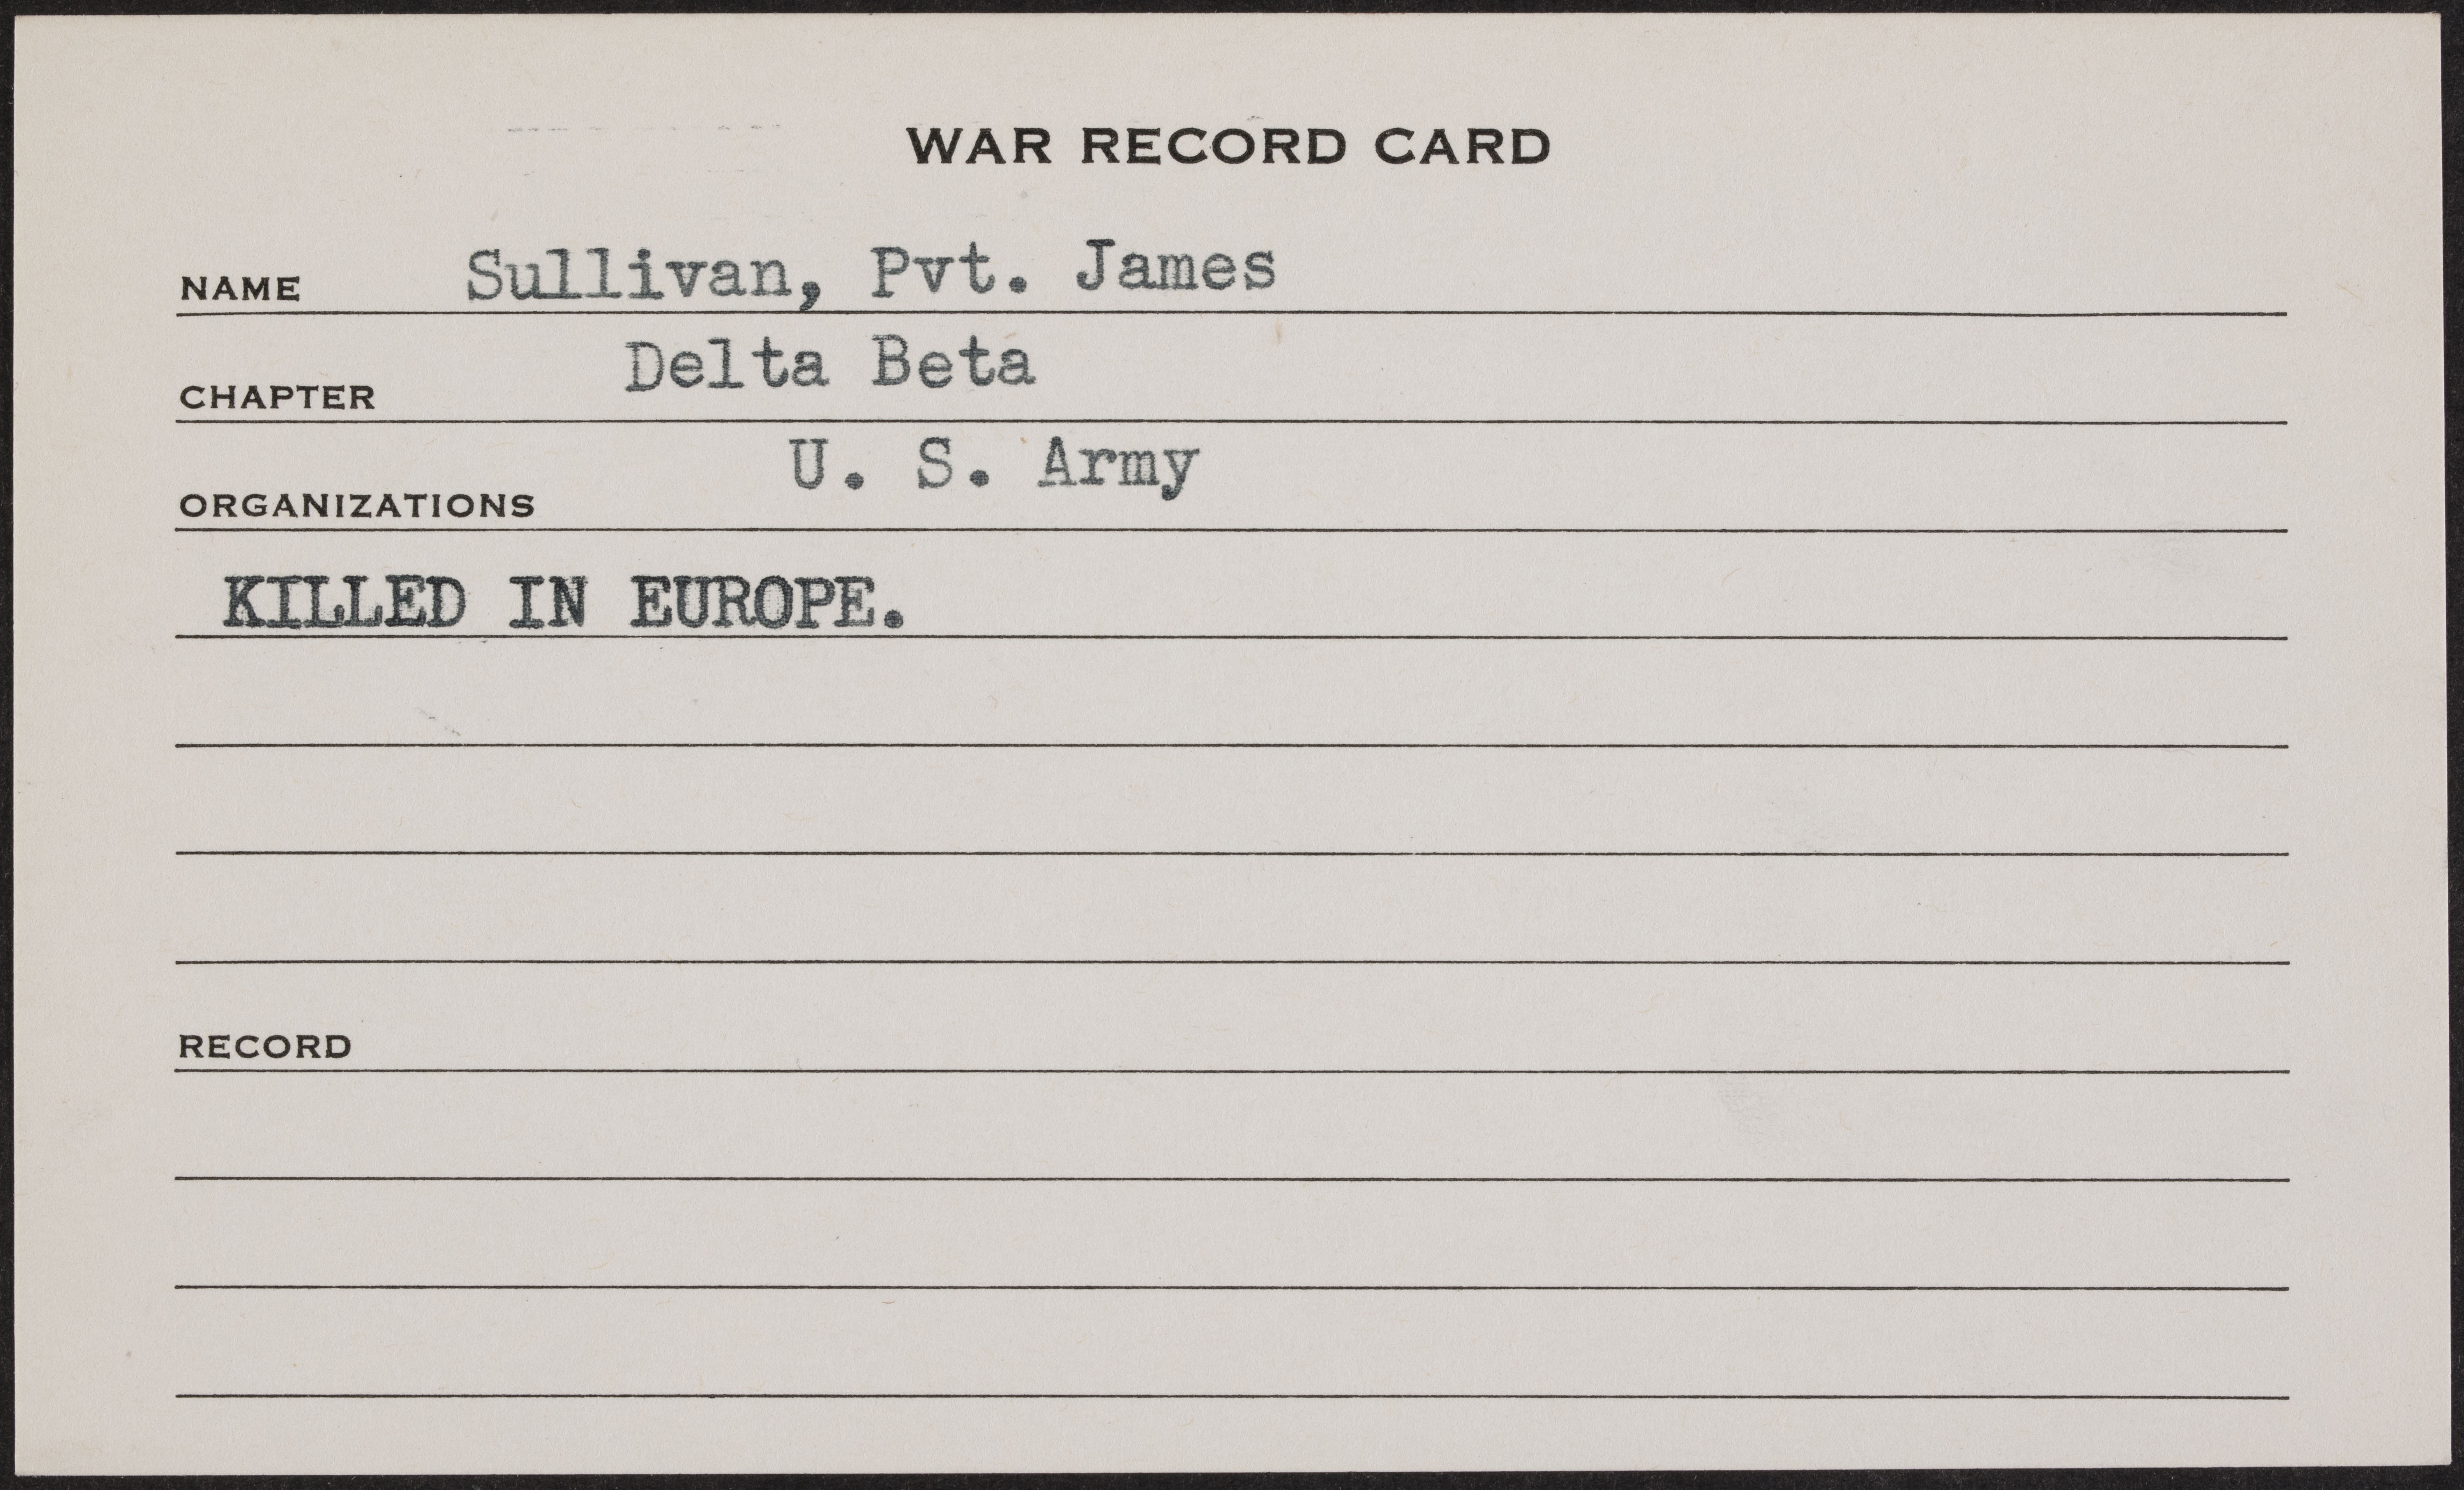 WAR RECORD CARD
NAME Sullivan, Pvt. James
CHAPTER Delta Beta
ORGANIZATIONS U. S. Army
KILLED IN EUROPE.
RECORD